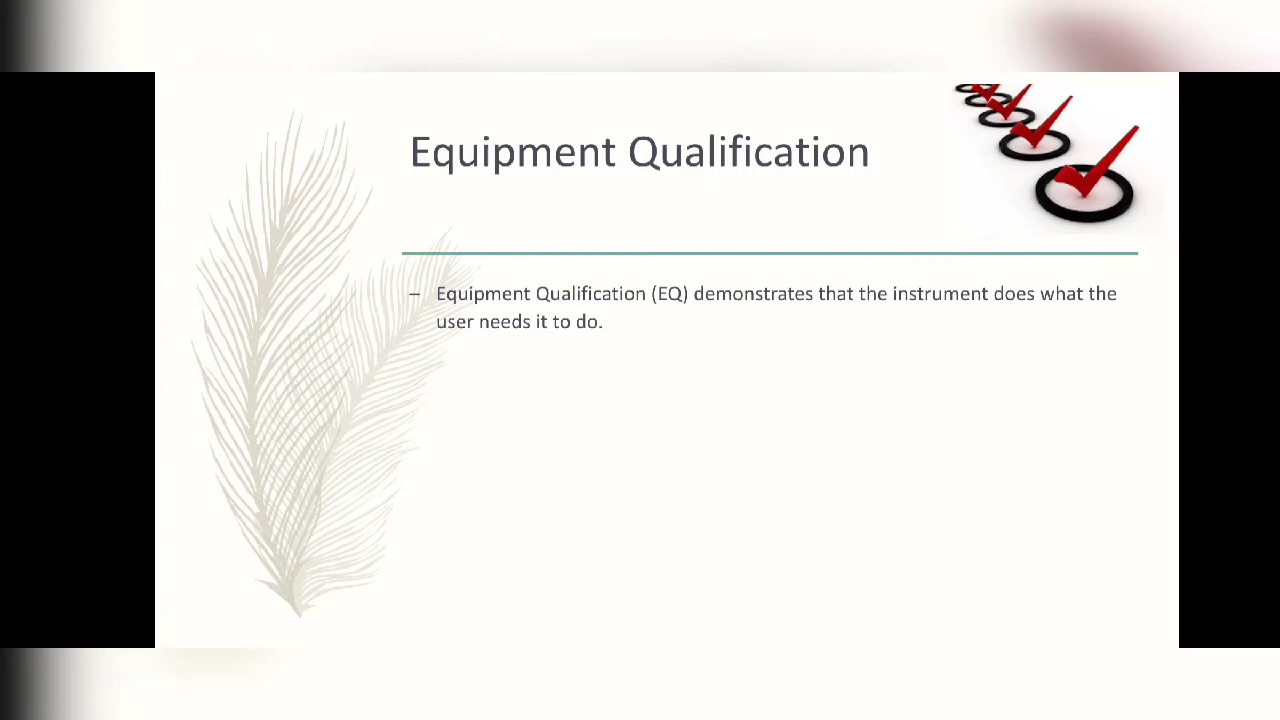 Equipment Qualification
– Equipment Qualification (EQ) demonstrates that the instrument does what the
user needs it to do.